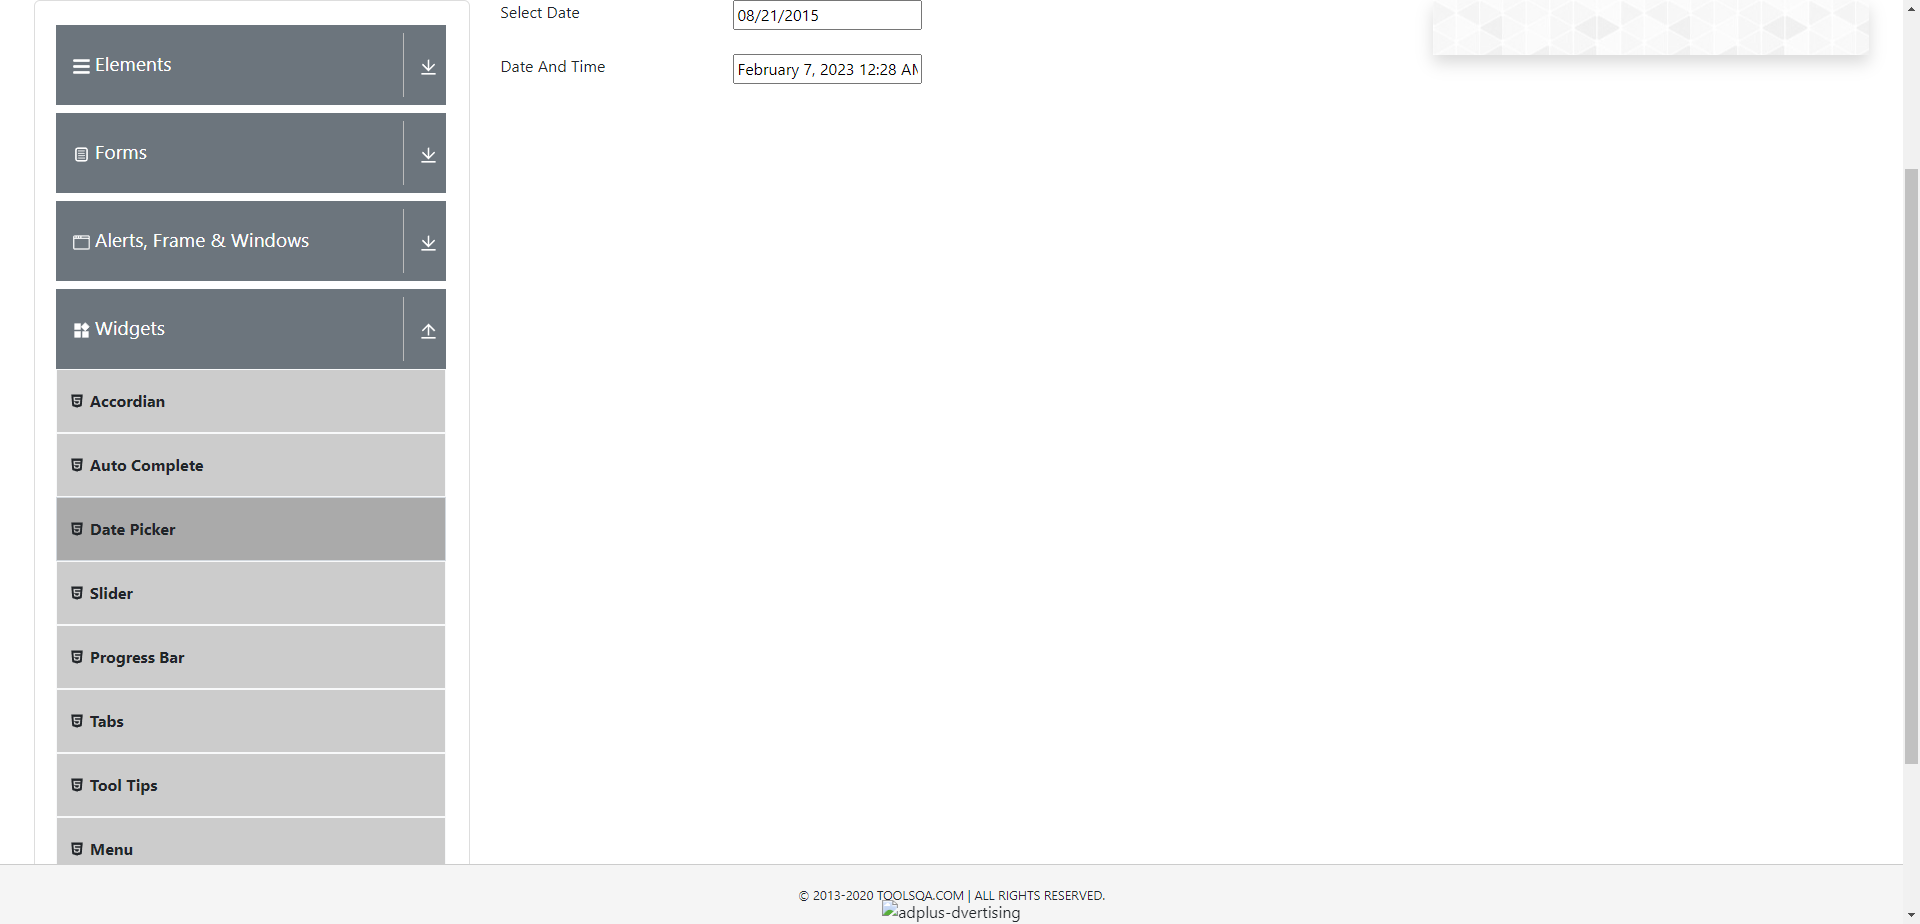 Select Date
08/21/2015
Date And Time
February 7, 2023 12:28 AM
Elements
Forms
Alerts, Frame & Windows
Widgets
Accordian
Auto Complete
Date Picker
Slider
Progress Bar
Tabs
Tool Tips
Menu
© 2013-2020 TOOLSQA.COM | ALL RIGHTS RESERVED.
adplus-dvertising